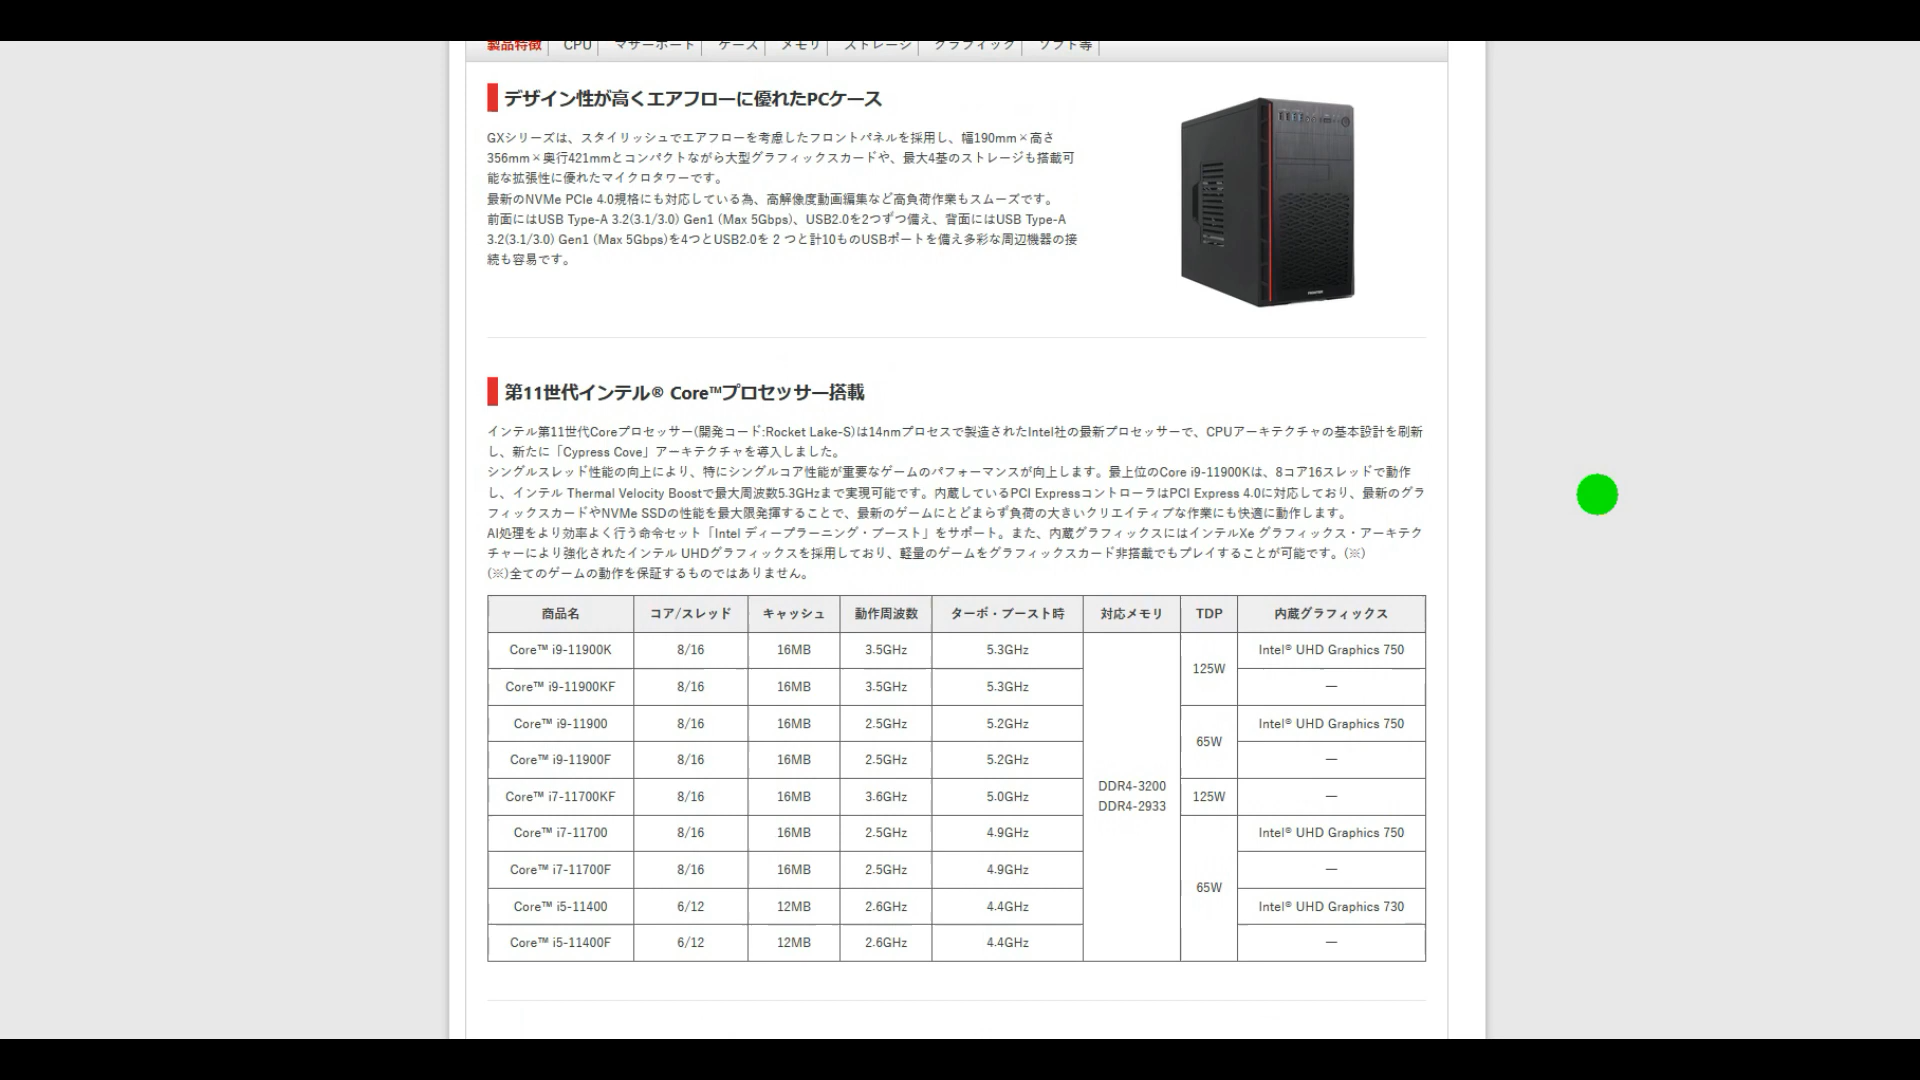 製品特徴 CPU マザーボード ケース メモリ ストレージ グラフィック ソフト等
デザイン性が高くエアフローに優れたPCケース
GXシリーズは、スタイリッシュでエアフローを考慮したフロントパネルを採用し、幅190mm×高さ
356mm×奥行421mmとコンパクトながら大型グラフィックスカードや、最大4基のストレージも搭載可
能な拡張性に優れたマイクロタワーです。
最新のNVMe PCIe 4.0規格にも対応している為、高解像度動画編集など高負荷作業もスムーズです。
前面にはUSB Type-A 3.2(3.1/3.0) Gen1 (Max 5Gbps)、USB2.0を2つずつ備え、背面にはUSB Type-A
3.2(3.1/3.0) Gen1 (Max 5Gbps)を4つとUSB2.0を 2 つと計10ものUSBポートを備え多彩な周辺機器の接
続も容易です。
第11世代インテル® Core™プロセッサー搭載
インテル第11世代Coreプロセッサー(開発コード:Rocket Lake-S)は14nmプロセスで製造されたIntel社の最新プロセッサーで、CPUアーキテクチャの基本設計を刷新
し、新たに「Cypress Cove」アーキテクチャを導入しました。
シングルスレッド性能の向上により、特にシングルコア性能が重要なゲームのパフォーマンスが向上します。最上位のCore i9-11900Kは、8コア16スレッドで動作
し、インテル Thermal Velocity Boostで最大周波数5.3GHzまで実現可能です。内蔵しているPCI ExpressコントローラはPCI Express 4.0に対応しており、最新のグラ
フィックスカードやNVMe SSDの性能を最大限発揮することで、最新のゲームにとどまらず負荷の大きいクリエイティブな作業にも快適に動作します。
AI処理をより効率よく行う命令セット「Intel ディープラーニング・ブースト」をサポート。また、内蔵グラフィックスにはインテルXe グラフィックス・アーキテク
チャーにより強化されたインテル UHDグラフィックスを採用しており、軽量のゲームをグラフィックスカード非搭載でもプレイすることが可能です。(※)
(※)全てのゲームの動作を保証するものではありません。
商品名 コア/スレッド キャッシュ 動作周波数 ターボ・ブースト時 対応メモリ TDP 内蔵グラフィックス
Core™ i9-11900K 8/16 16MB 3.5GHz 5.3GHz Intel® UHD Graphics 750
125W
Core™ i9-11900KF 8/16 16MB 3.5GHz 5.3GHz —
Core™ i9-11900 8/16 16MB 2.5GHz 5.2GHz Intel® UHD Graphics 750
65W
Core™ i9-11900F 8/16 16MB 2.5GHz 5.2GHz —
DDR4-3200
Core™ i7-11700KF 8/16 16MB 3.6GHz 5.0GHz 125W —
DDR4-2933
Core™ i7-11700 8/16 16MB 2.5GHz 4.9GHz Intel® UHD Graphics 750
Core™ i7-11700F 8/16 16MB 2.5GHz 4.9GHz —
65W
Core™ i5-11400 6/12 12MB 2.6GHz 4.4GHz Intel® UHD Graphics 730
Core™ i5-11400F 6/12 12MB 2.6GHz 4.4GHz —